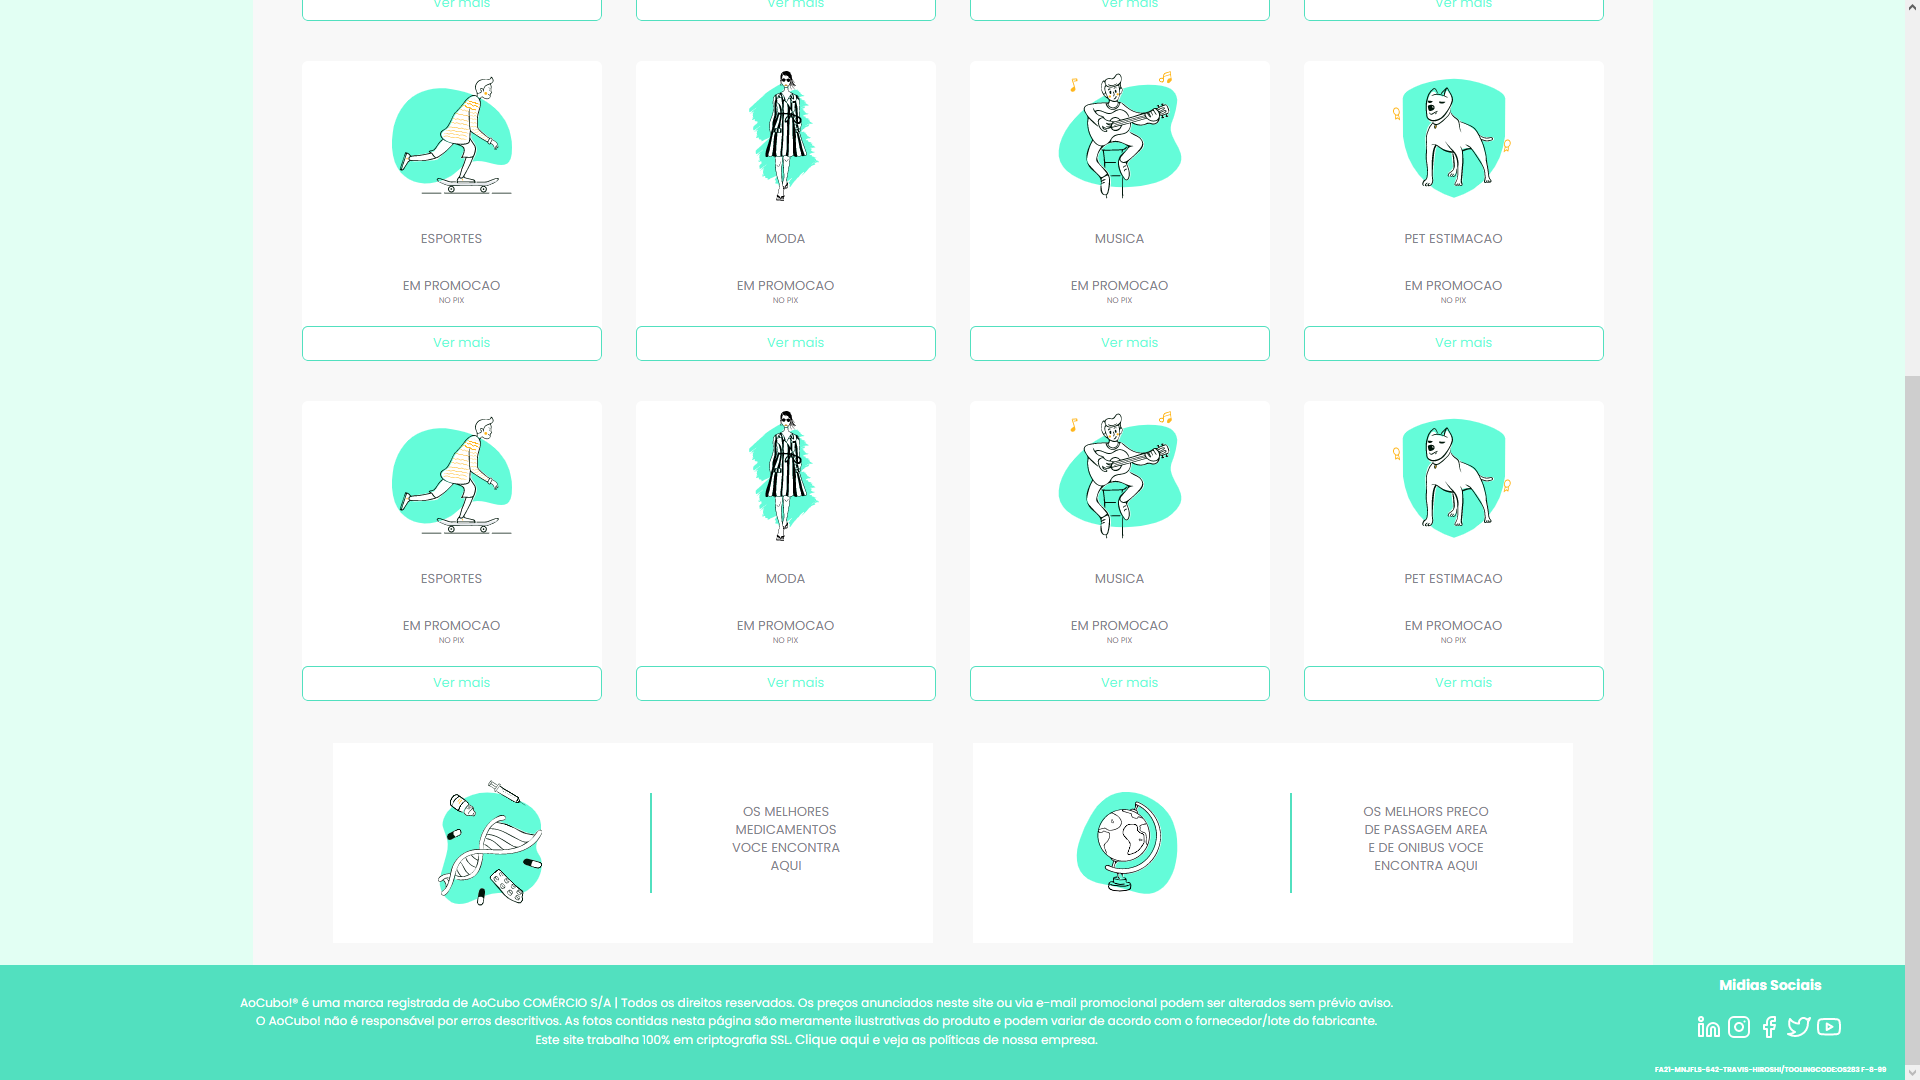 Ver mais
Ver mais
Ver mais
Ver mais
ESPORTES
MODA
MUSICA
PET ESTIMACAO
EM PROMOCAO
NO PIX
EM PROMOCAO
NO PIX
EM PROMOCAO
NO PIX
EM PROMOCAO
NO PIX
Ver mais
Ver mais
Ver mais
Ver mais
ESPORTES
MODA
MUSICA
PET ESTIMACAO
EM PROMOCAO
NO PIX
EM PROMOCAO
NO PIX
EM PROMOCAO
NO PIX
EM PROMOCAO
NO PIX
Ver mais
Ver mais
Ver mais
Ver mais
OS MELHORES
MEDICAMENTOS
VOCE ENCONTRA
AQUI
OS MELHORS PRECO
DE PASSAGEM AREA
E DE ONIBUS VOCE
ENCONTRA AQUI
AoCubo!® é uma marca registrada de AoCubo COMÉRCIO S/A | Todos os direitos reservados. Os preços anunciados neste site ou via e-mail promocional podem ser alterados sem prévio aviso.
O AoCubo! não é responsável por erros descritivos. As fotos contidas nesta página são meramente ilustrativas do produto e podem variar de acordo com o fornecedor/lote do fabricante.
Este site trabalha 100% em criptografia SSL. Clique aqui e veja as políticas de nossa empresa.
Midias Sociais